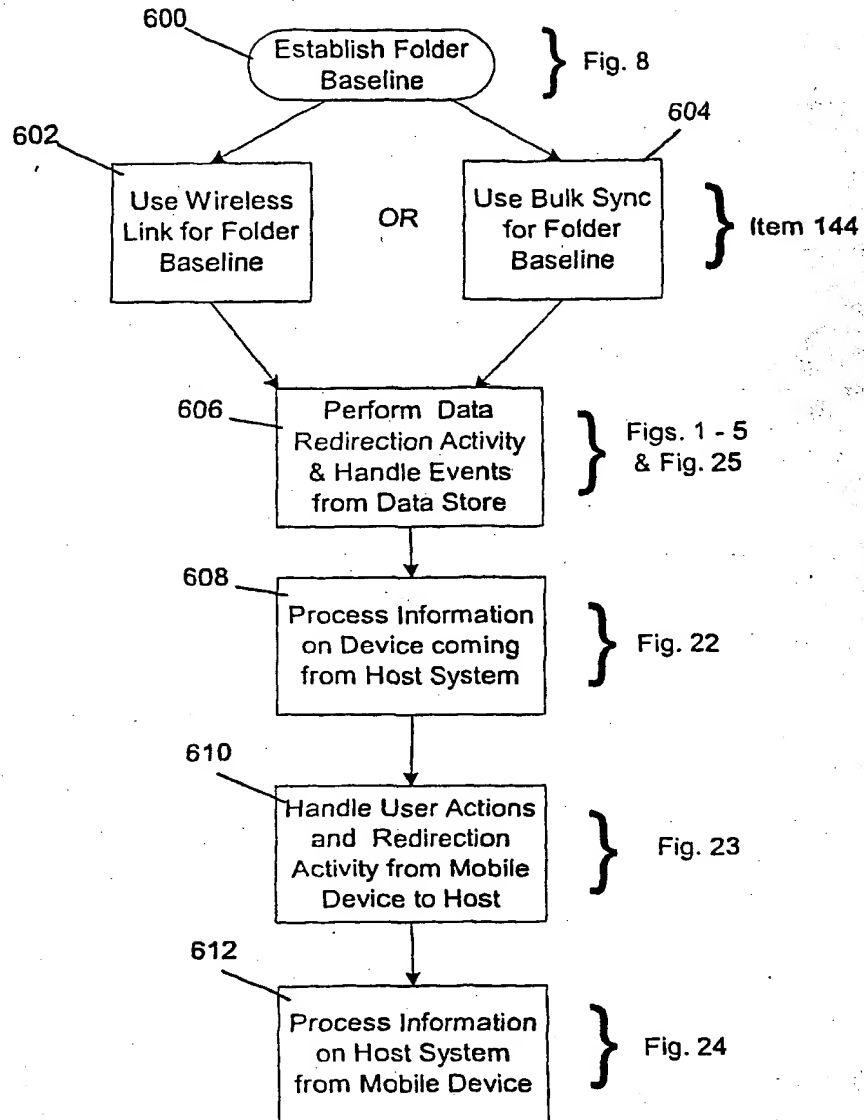 600
Establish Folder
Baseline
Fig. 8
602
604
Use Wireless
Link for Folder
Baseline
OR
Use Bulk Sync
for Folder
Baseline
Item 144
606
Perform Data
Redirection Activity
& Handle Events
from Data Store
Figs. 1 - 5
& Fig. 25
608
Process Information
on Device coming
from Host System
Fig. 22
610
Handle User Actions
and Redirection
Activity from Mobile
Device to Host
Fig. 23
612
Process Information
on Host System
from Mobile Device
Fig. 24